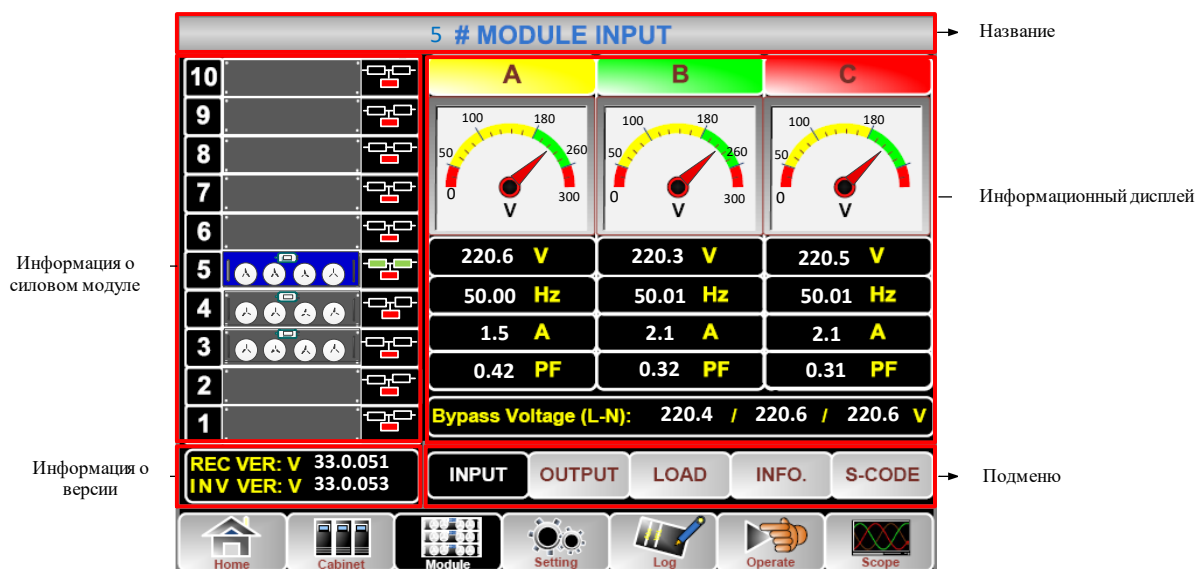 5 # MODULE INPUT
Название
10
9
8
7
6
5
4
3
2
1
Информация о
силовом модуле
A B C
100 180
50 260
0 300
V
100 180
50 260
0 300
V
100 180
50
0
V
Информационный дисплей
220.6 V 220.3 V 220.5 V
50.00 Hz 50.01 Hz 50.01 Hz
1.5 A 2.1 A 2.1 A
0.42 PF 0.32 PF 0.31 PF
Bypass Voltage (L-N): 220.4 / 220.6 / 220.6 V
Информация о
версии
REC VER: V 33.0.051
INV VER: V 33.0.053
INPUT OUTPUT LOAD INFO. S-CODE
Подменю
Home Cabinet Module Setting Log Operate Scope